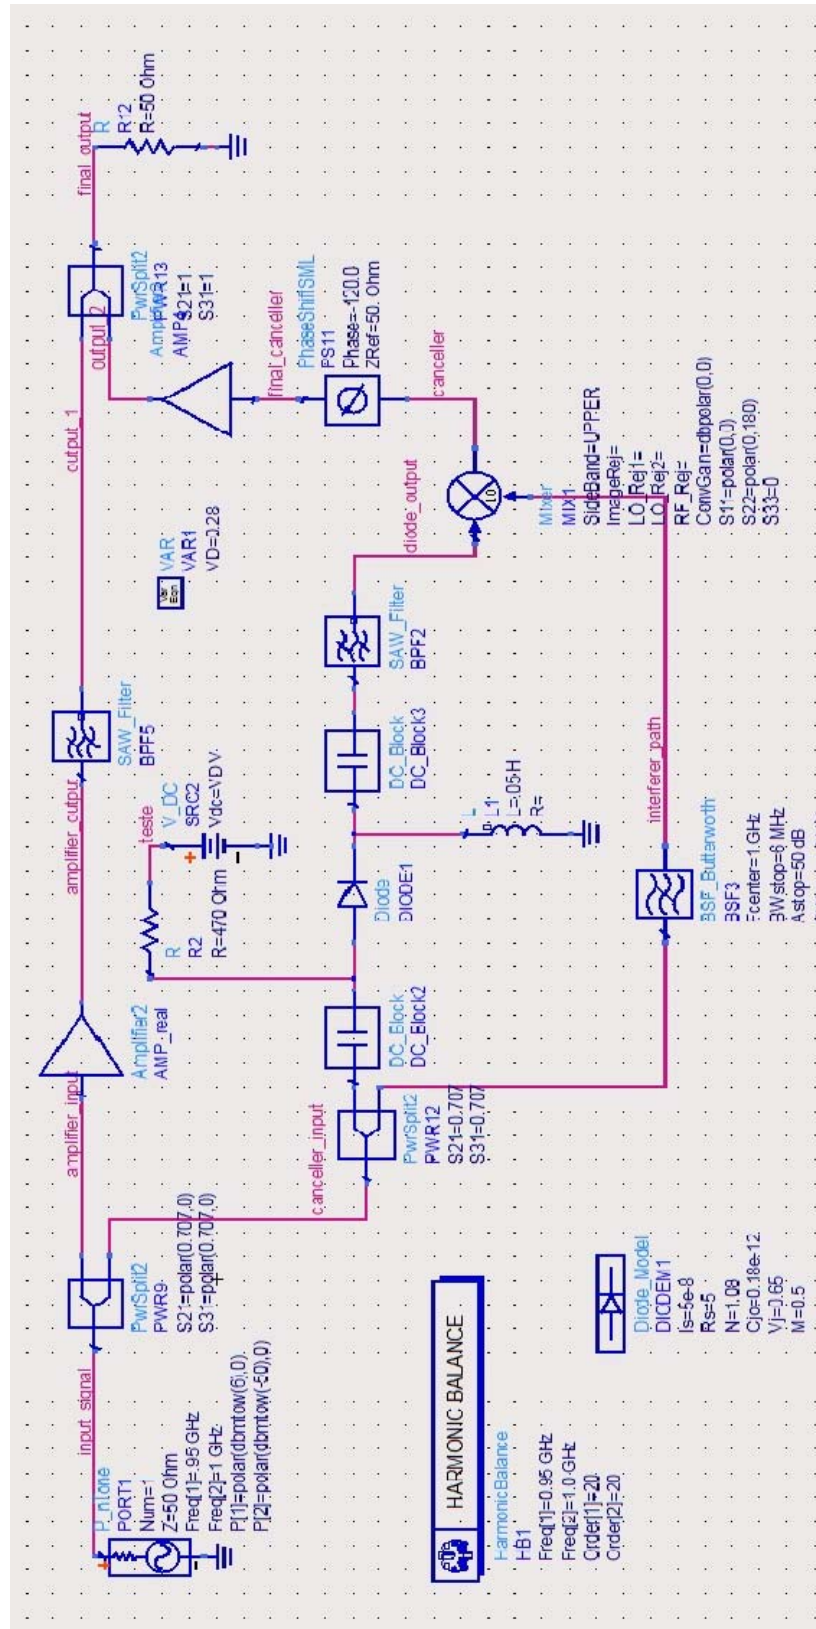 input_signal
P_nTone
PORT1
Num=1
Z=50 Ohm
Freq[1]=.95 GHz
Freq[2]=1 GHz
P[1]=polar(dbmtow(6),0)
P[2]=polar(dbmtow(-50),0)
PwrSplit2
PWR9
S21=polar(0.707,0)
S31=polar(0.707,0)
amplifier_input
Amplifier2
AMP_real
amplifier_output
SAW_Filter
BPF5
output_1
output_2
PwrSplit2
PWR13
S21=1
S31=1
AMP4
final_output
R
R12
R=50 Ohm
teste
V_DC
SRC2
Vdc=VD V
R
R2
R=470 Ohm
Var
Eqn
VAR
VAR1
VD=0.28
canceller_input
PwrSplit2
PWR12
S21=0.707
S31=0.707
DC_Block
DC_Block2
Diode
DIODE1
L
L1
L=.05 H
R=
DC_Block
DC_Block3
SAW_Filter
BPF2
diode_output
LO
Mixer
MIX1
SideBand=UPPER
ImageRej=
LO_Rej1=
LO_Rej2=
RF_Rej=
ConvGain=dbpolar(0,0)
S11=polar(0,0)
S22=polar(0,180)
S33=0
canceller
PhaseShiftSML
PS11
Phase=-120.0
ZRef=50. Ohm
final_canceller
interferer_path
BSF_Butterworth
BSF3
Fcenter=1.GHz
BWstop=6 MHz
Astop=50 dB
HARMONIC BALANCE
HarmonicBalance
HB1
Freq[1]=0.95 GHz
Freq[2]=1.0 GHz
Order[1]=20
Order[2]=20
Diode_Model
DIODEM1
Is=5e-8
Rs=5
N=1.08
Cjo=0.18e-12
Vj=0.65
M=0.5